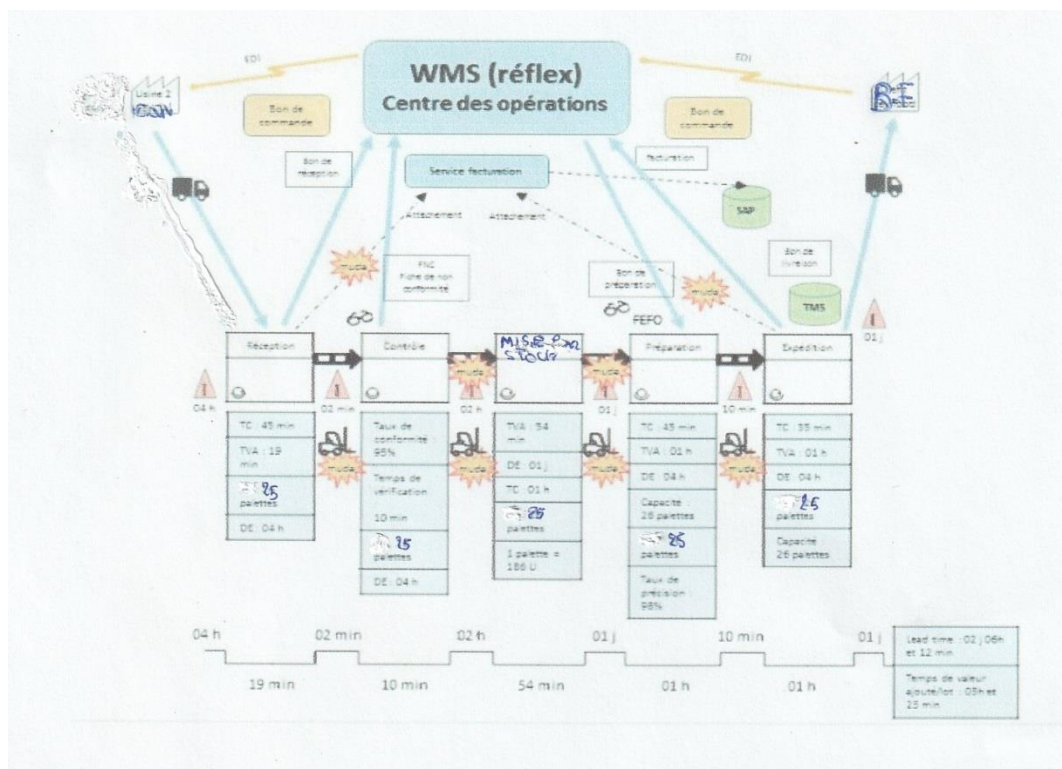 EDI
EDI
WMS (réflex)
Centre des opérations
Usine 2
Bon de
commande
Bon de
commande
Bon de
réception
facturation
Service facturation
SAP
Attachement
Attachement
muda
FNC
Fiche de non
conformité
Bon de
préparation
muda
Bon de
livraison
TMS
FEFO
01 j
Réception
Contrôle
MISE EN
STOCK
Préparation
Expédition
muda
muda
04 h
02 min
02 h
01 j
10 min
TC : 45 min
TVA : 19
min
25
palettes
DE : 04 h
muda
Taux de
conformité :
95%
Temps de
verification
10 min
25
palettes
DE : 04 h
muda
TVA : 54
min
DE : 01 j
TC : 01 h
25
palettes
1 palette =
186 U
muda
TC : 45 min
TVA : 01 h
DE : 04 h
Capacité :
26 palettes
25
palettes
Taux de
précision :
98%
muda
TC : 55 min
TVA : 01 h
DE : 04 h
25
palettes
Capacité
26 palettes
04 h
02 min
02 h
01 j
10 min
01 j
19 min
10 min
54 min
01 h
01 h
Lead time : 02 j 06h
et 12 min
Temps de valeur
ajouté/lot : 03h et
23 min